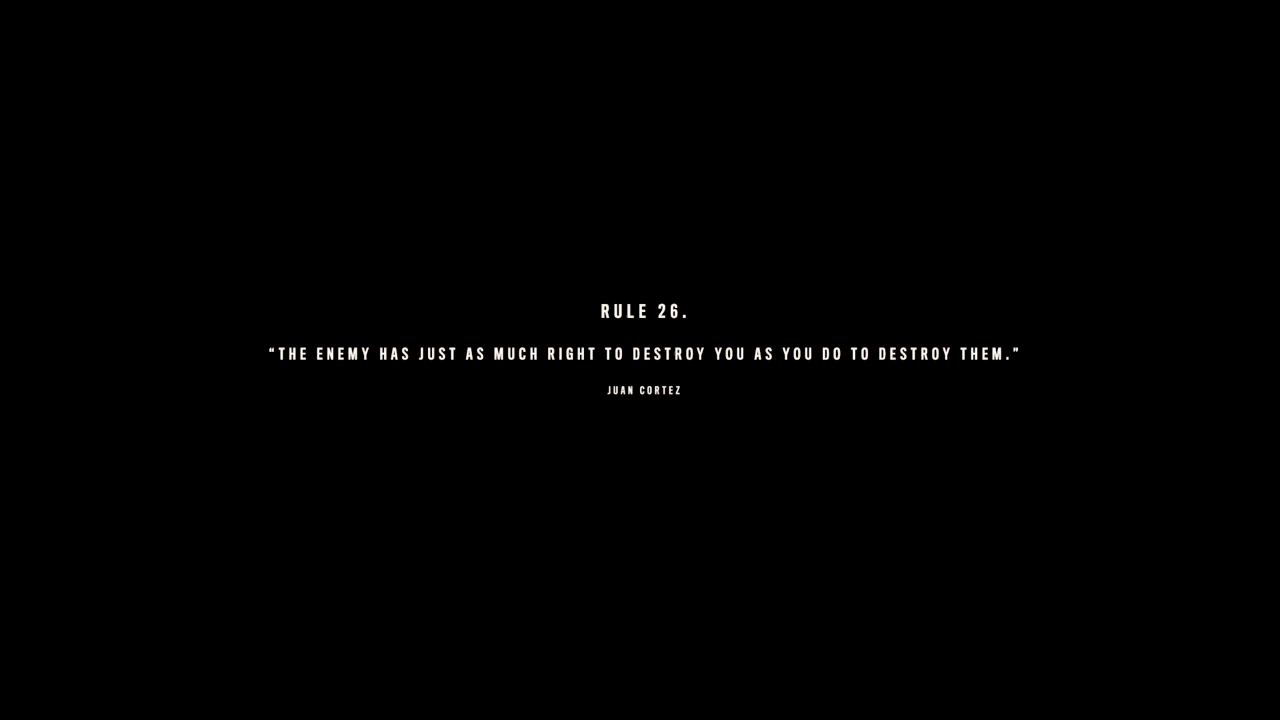 RULE 26.
“THE ENEMY HAS JUST AS MUCH RIGHT TO DESTROY YOU AS YOU DO TO DESTROY THEM.”
JUAN CORTEZ